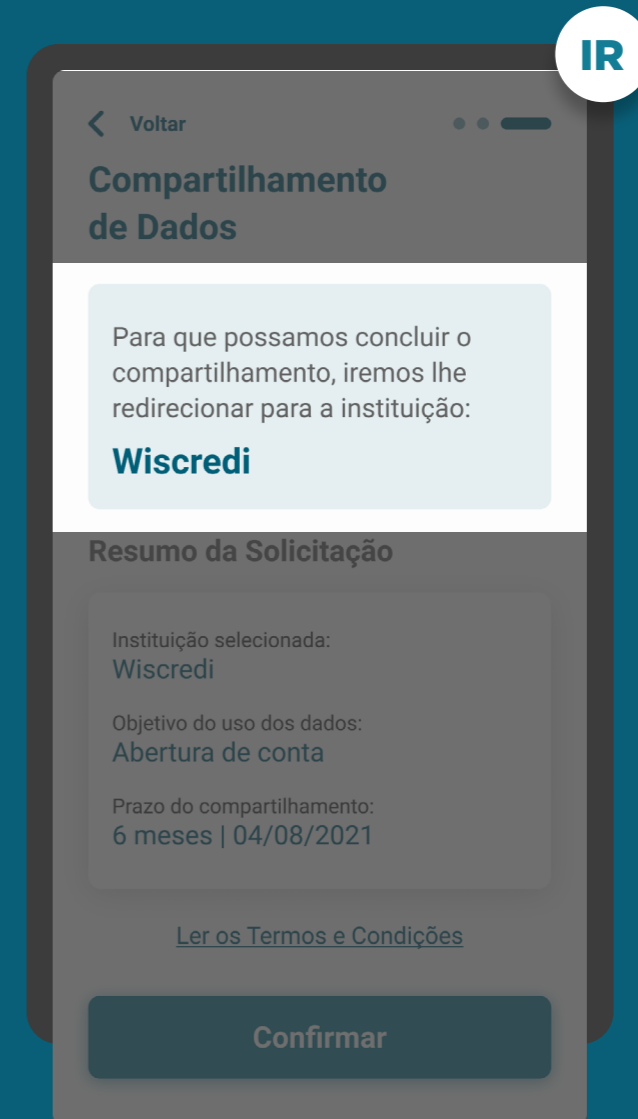 IR
Voltar
Compartilhamento
de Dados
Para que possamos concluir o
compartilhamento, iremos lhe
redirecionar para a instituição:
Wiscredi
Resumo da Solicitação
Instituição selecionada:
Wiscredi
Objetivo do uso dos dados:
Abertura de conta
Prazo do compartilhamento:
6 meses | 04/08/2021
Ler os Termos e Condições
Confirmar